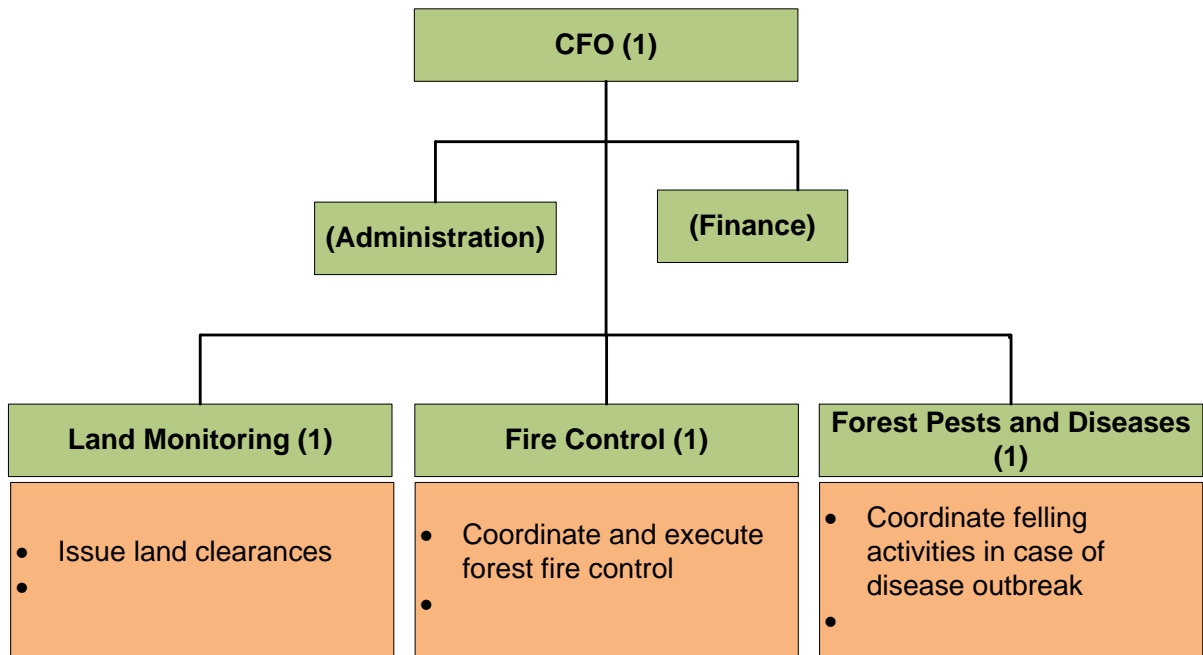 CFO (1)
(Administration)
(Finance)
Land Monitoring (1)
• Issue land clearances
•
Fire Control (1)
• Coordinate and execute
forest fire control
•
Forest Pests and Diseases
(1)
• Coordinate felling
activities in case of
disease outbreak
•